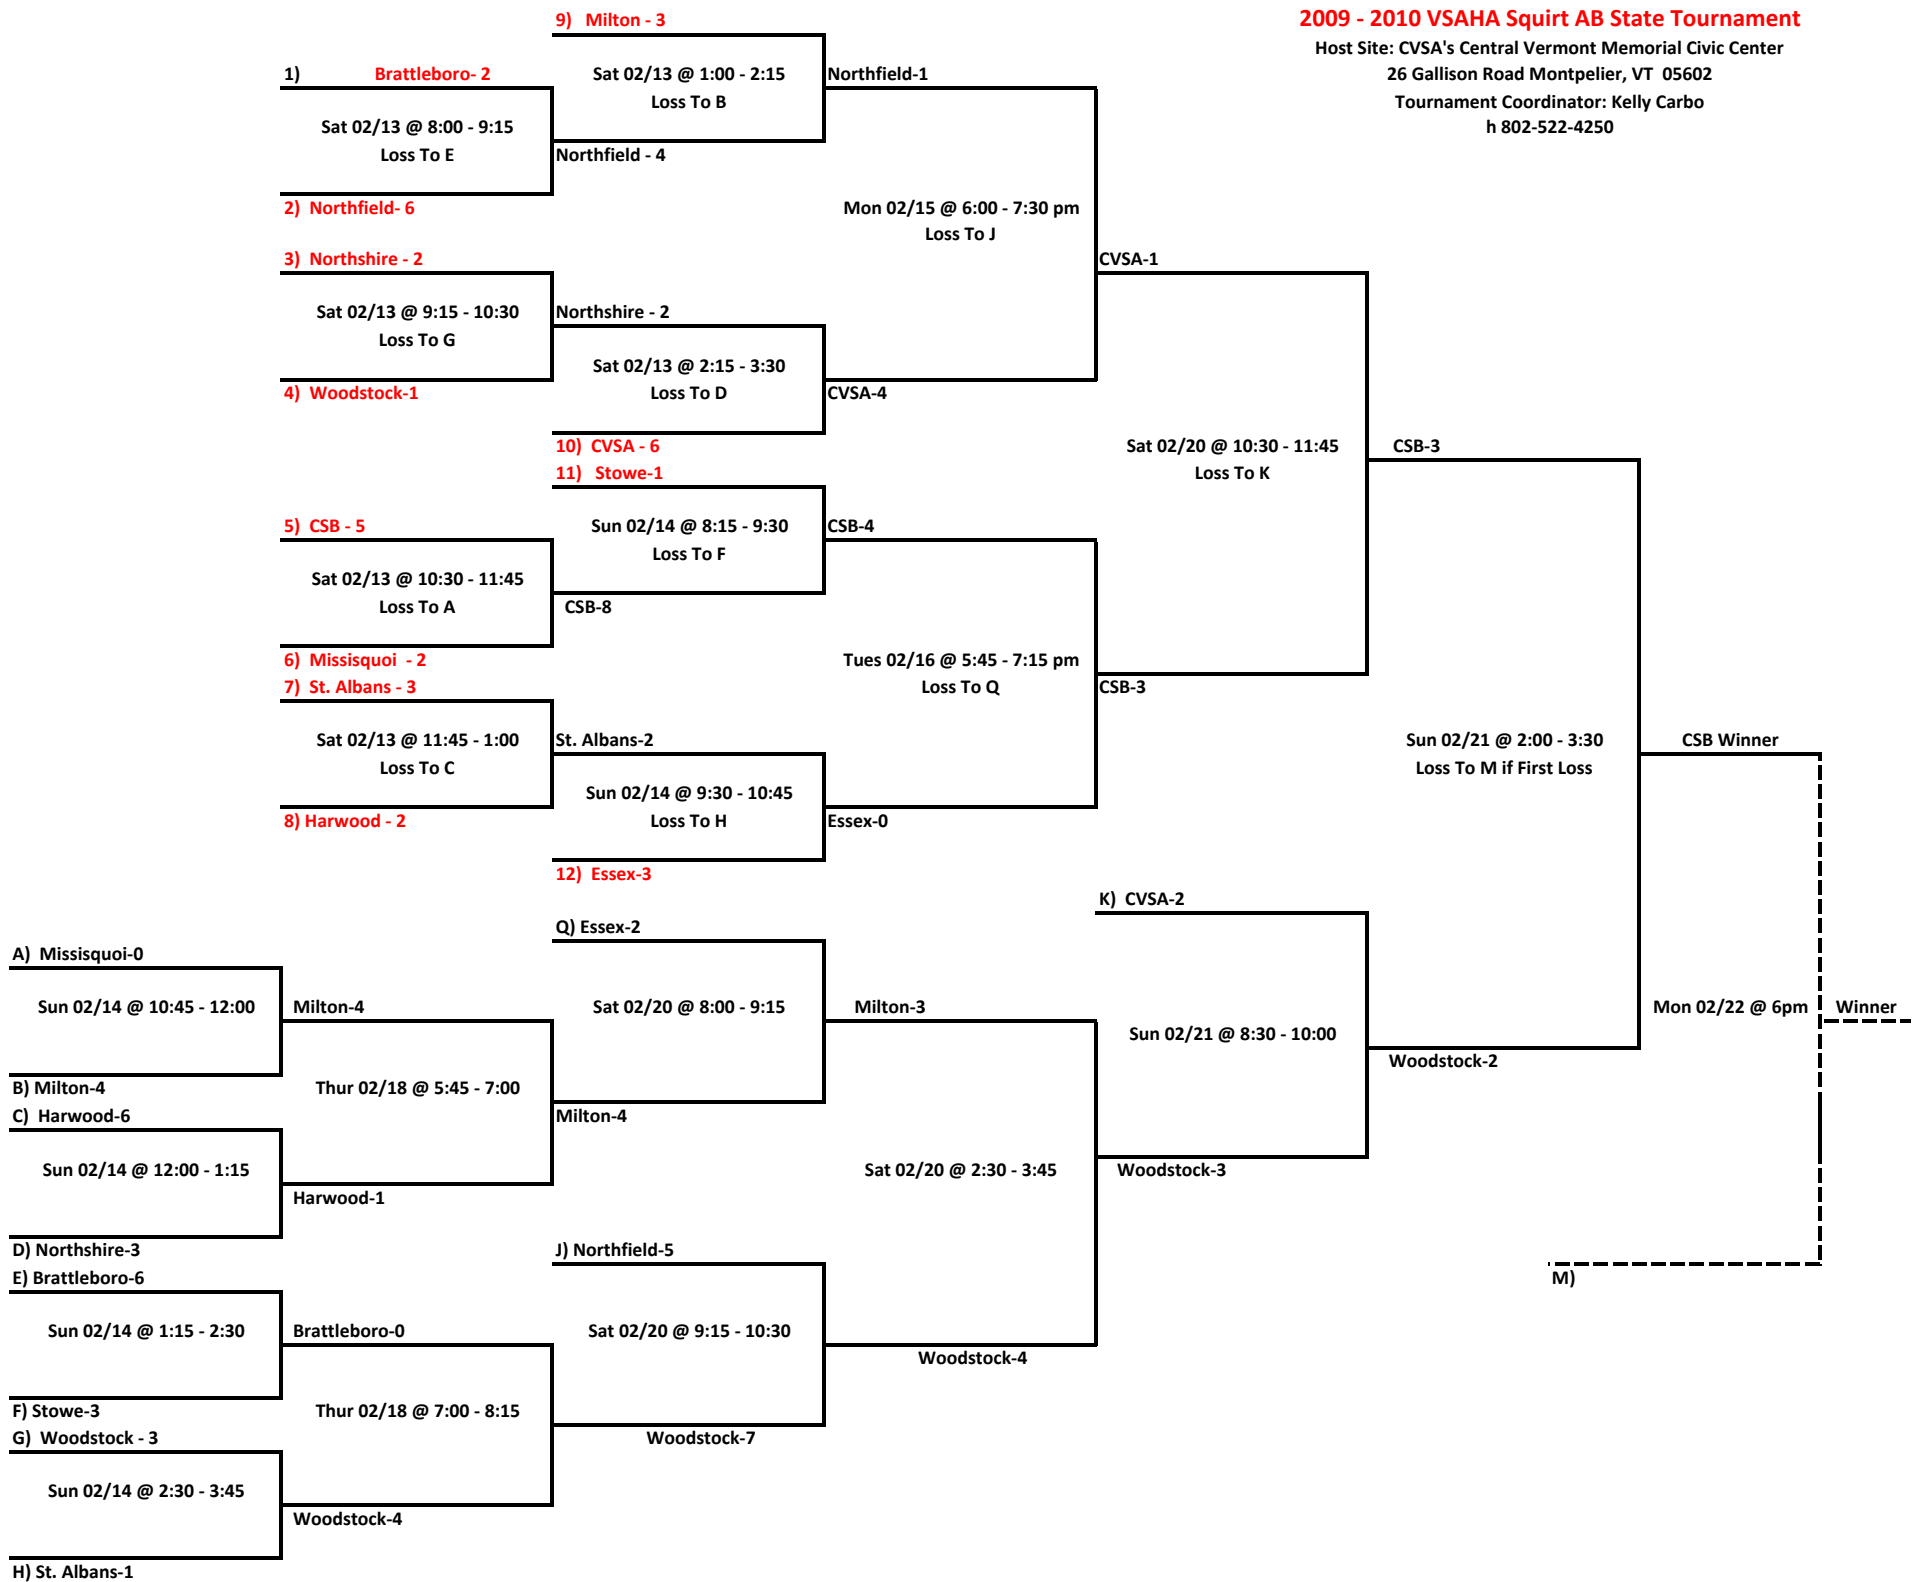 2009 - 2010 VSAHA Squirt AB State Tournament
Host Site: CVSA's Central Vermont Memorial Civic Center
26 Gallison Road Montpelier, VT  05602
Tournament Coordinator: Kelly Carbo
h 802-522-4250
9)   Milton - 3
1)               Brattleboro- 2
Sat 02/13 @ 1:00 - 2:15
Loss To B
Northfield-1
Sat 02/13 @ 8:00 - 9:15
Loss To E
Northfield - 4
2)  Northfield- 6
Mon 02/15 @ 6:00 - 7:30 pm
Loss To J
3)  Northshire - 2
CVSA-1
Sat 02/13 @ 9:15 - 10:30
Loss To G
Northshire - 2
Sat 02/13 @ 2:15 - 3:30
Loss To D
4)  Woodstock-1
CVSA-4
10)  CVSA - 6
11)   Stowe-1
Sat 02/20 @ 10:30 - 11:45
Loss To K
CSB-3
5)  CSB - 5
Sun 02/14 @ 8:15 - 9:30
Loss To F
CSB-4
Sat 02/13 @ 10:30 - 11:45
Loss To A
CSB-8
6)  Missisquoi  - 2
7)  St. Albans - 3
Tues 02/16 @ 5:45 - 7:15 pm
Loss To Q
CSB-3
Sat 02/13 @ 11:45 - 1:00
Loss To C
St. Albans-2
Sun 02/21 @ 2:00 - 3:30
Loss To M if First Loss
CSB Winner
Sun 02/14 @ 9:30 - 10:45
Loss To H
8) Harwood - 2
Essex-0
12)  Essex-3
K)  CVSA-2
Q) Essex-2
A)  Missisquoi-0
Sun 02/14 @ 10:45 - 12:00
Milton-4
Sat 02/20 @ 8:00 - 9:15
Milton-3
Sun 02/21 @ 8:30 - 10:00
Mon 02/22 @ 6pm
Winner
Woodstock-2
B) Milton-4
Thur 02/18 @ 5:45 - 7:00
C)  Harwood-6
Milton-4
Sun 02/14 @ 12:00 - 1:15
Sat 02/20 @ 2:30 - 3:45
Woodstock-3
Harwood-1
D) Northshire-3
J) Northfield-5
E) Brattleboro-6
M)
Sun 02/14 @ 1:15 - 2:30
Brattleboro-0
Sat 02/20 @ 9:15 - 10:30
Woodstock-4
F) Stowe-3
Thur 02/18 @ 7:00 - 8:15
G)  Woodstock - 3
Woodstock-7
Sun 02/14 @ 2:30 - 3:45
Woodstock-4
H) St. Albans-1